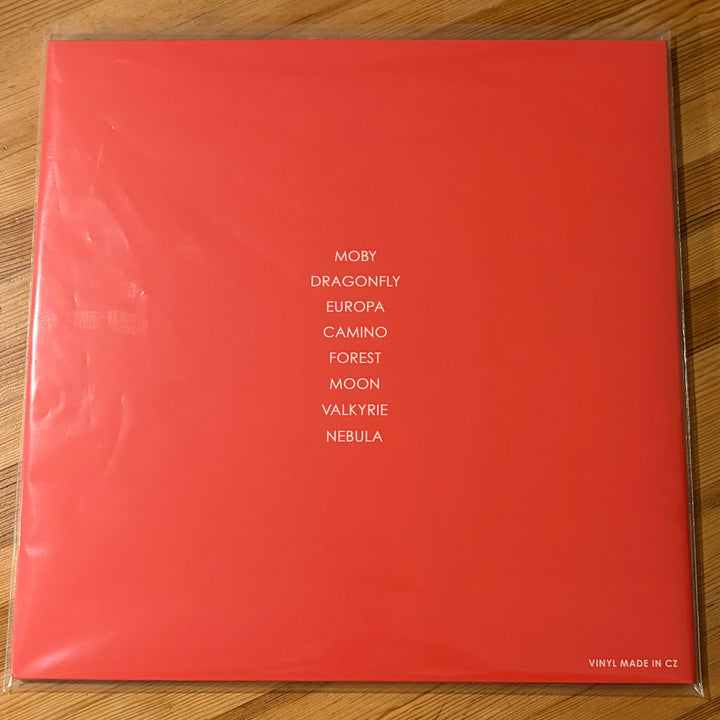 MOBY
DRAGONFLY
EUROPA
CAMINO
FOREST
MOON
VALKYRIE
NEBULA
VINYL MADE IN CZ